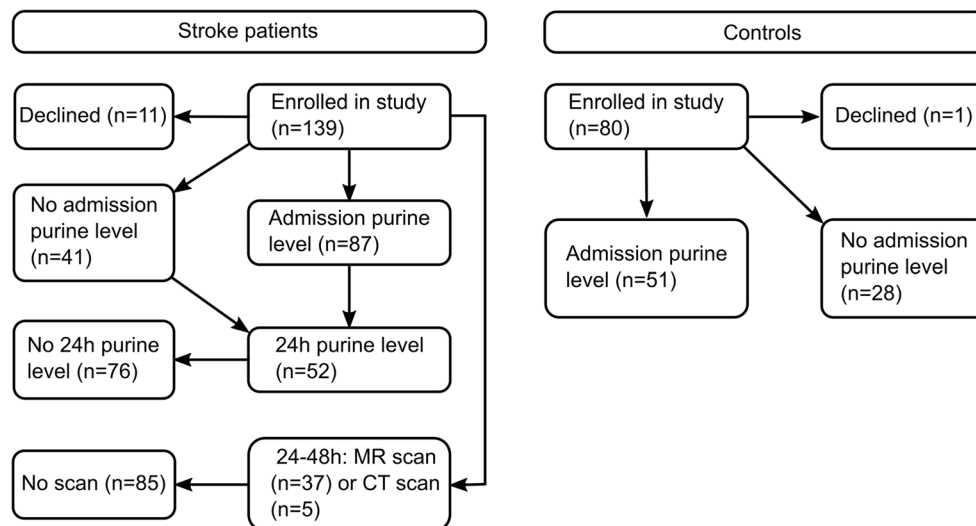 Stroke patients
Controls
Declined (n=11)
Enrolled in study
(n=139)
No admission
purine level
(n=41)
Admission purine
level (n=87)
No 24h purine
level (n=76)
24h purine level
(n=52)
No scan (n=85)
24-48h: MR scan
(n=37) or CT scan
(n=5)
Enrolled in study
(n=80)
Declined (n=1)
Admission purine
level (n=51)
No admission
purine level
(n=28)